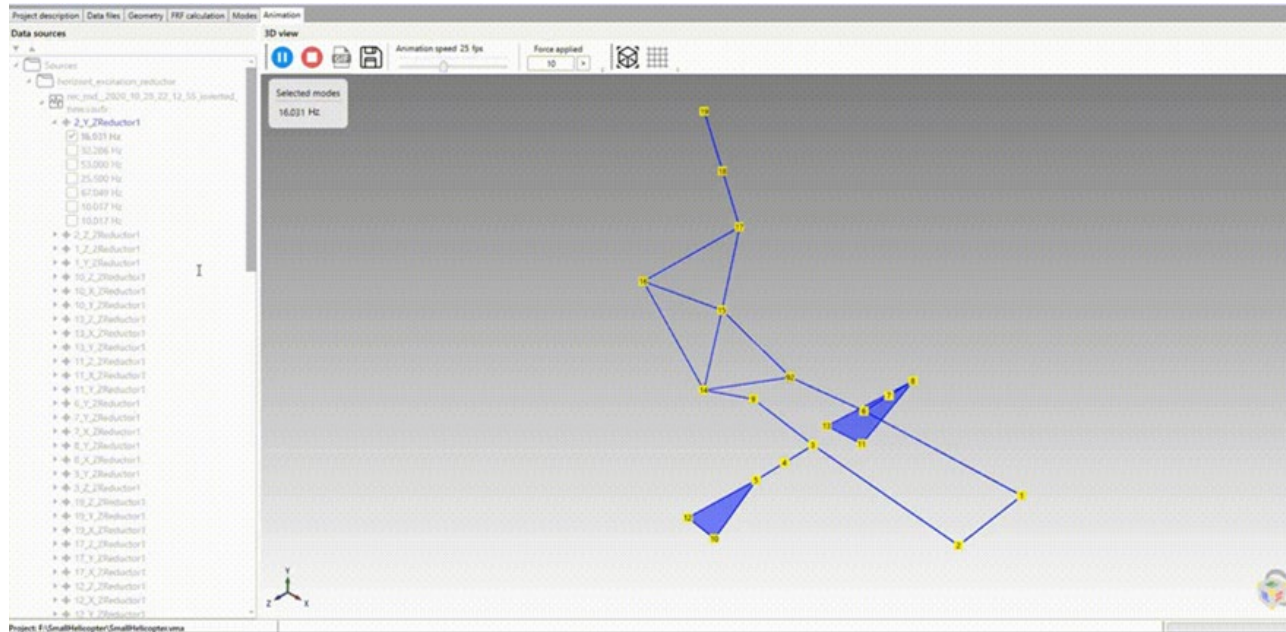 Project description Data files Geometry FRF calculation Modes Animation
Data sources
3D view
Animation speed 25 fps
Force applied
10
Sources
horizont_excitation_reductor
Selected modes
16.031 Hz
2_Y_ZReductor1
16.031 Hz
32.286 Hz
53.000 Hz
25.500 Hz
67.049 Hz
10.017 Hz
2_Z_ZReductor1
1_Z_ZReductor1
1_Y_ZReductor1
10_Z_ZReductor1
10_X_ZReductor1
10_Y_ZReductor1
13_Z_ZReductor1
13_X_ZReductor1
13_Y_ZReductor1
11_Z_ZReductor1
11_X_ZReductor1
11_Y_ZReductor1
6_Y_ZReductor1
7_Y_ZReductor1
7_X_ZReductor1
8_Y_ZReductor1
8_X_ZReductor1
3_Y_ZReductor1
3_Z_ZReductor1
19_Z_ZReductor1
19_Y_ZReductor1
19_X_ZReductor1
17_Z_ZReductor1
17_Y_ZReductor1
17_X_ZReductor1
12_Z_ZReductor1
12_X_ZReductor1
12_Y_ZReductor1
19
18
17
16
15
14
9
8
7
6
13
11
3
4
5
12
10
1
2
Y
Z
X
Project: F:\SmallHelicopter\SmallHelicopter.vma